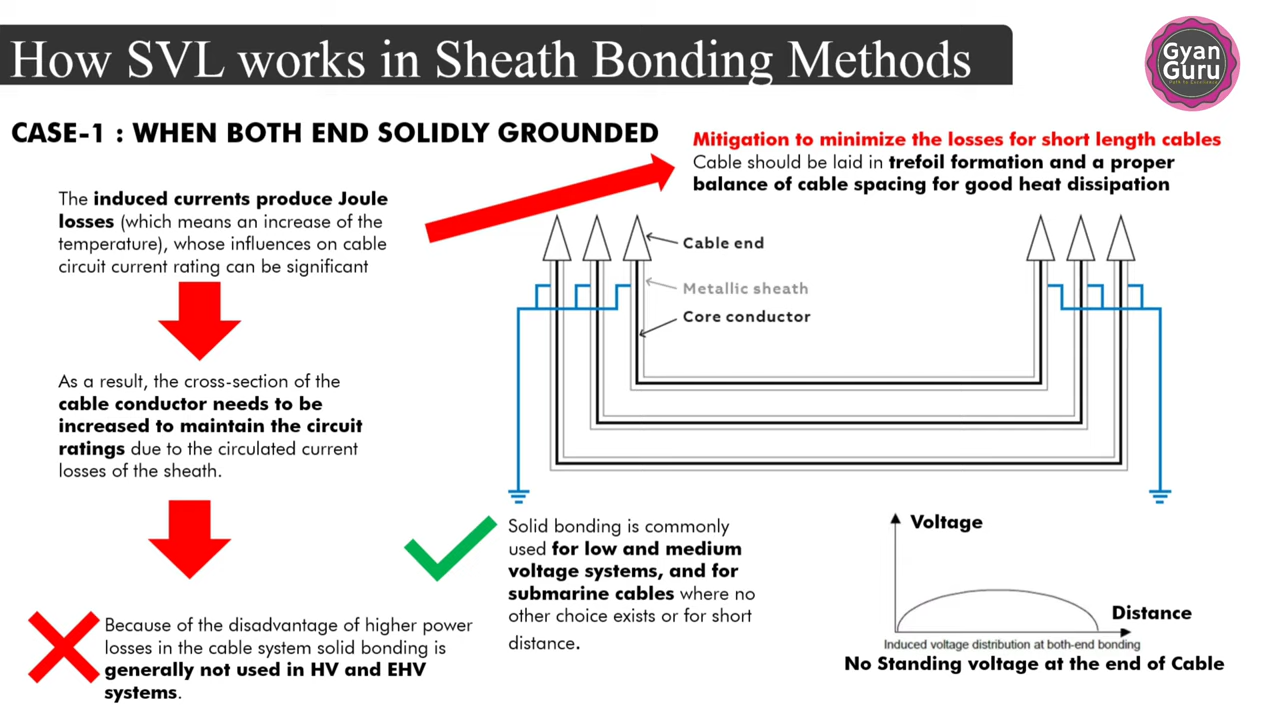 How SVL works in Sheath Bonding Methods
Gyan
Guru
CASE-1 : WHEN BOTH END SOLIDLY GROUNDED
Mitigation to minimize the losses for short length cables
Cable should be laid in trefoil formation and a proper
balance of cable spacing for good heat dissipation
The induced currents produce Joule
losses (which means an increase of the
temperature), whose influences on cable
circuit current rating can be significant
Cable end
Metallic sheath
Core conductor
As a result, the cross-section of the
cable conductor needs to be
increased to maintain the circuit
ratings due to the circulated current
losses of the sheath.
Solid bonding is commonly
used for low and medium
voltage systems, and for
submarine cables where no
other choice exists or for short
distance.
Because of the disadvantage of higher power
losses in the cable system solid bonding is
generally not used in HV and EHV
systems.
Voltage
Distance
Induced voltage distribution at both-end bonding
No Standing voltage at the end of Cable